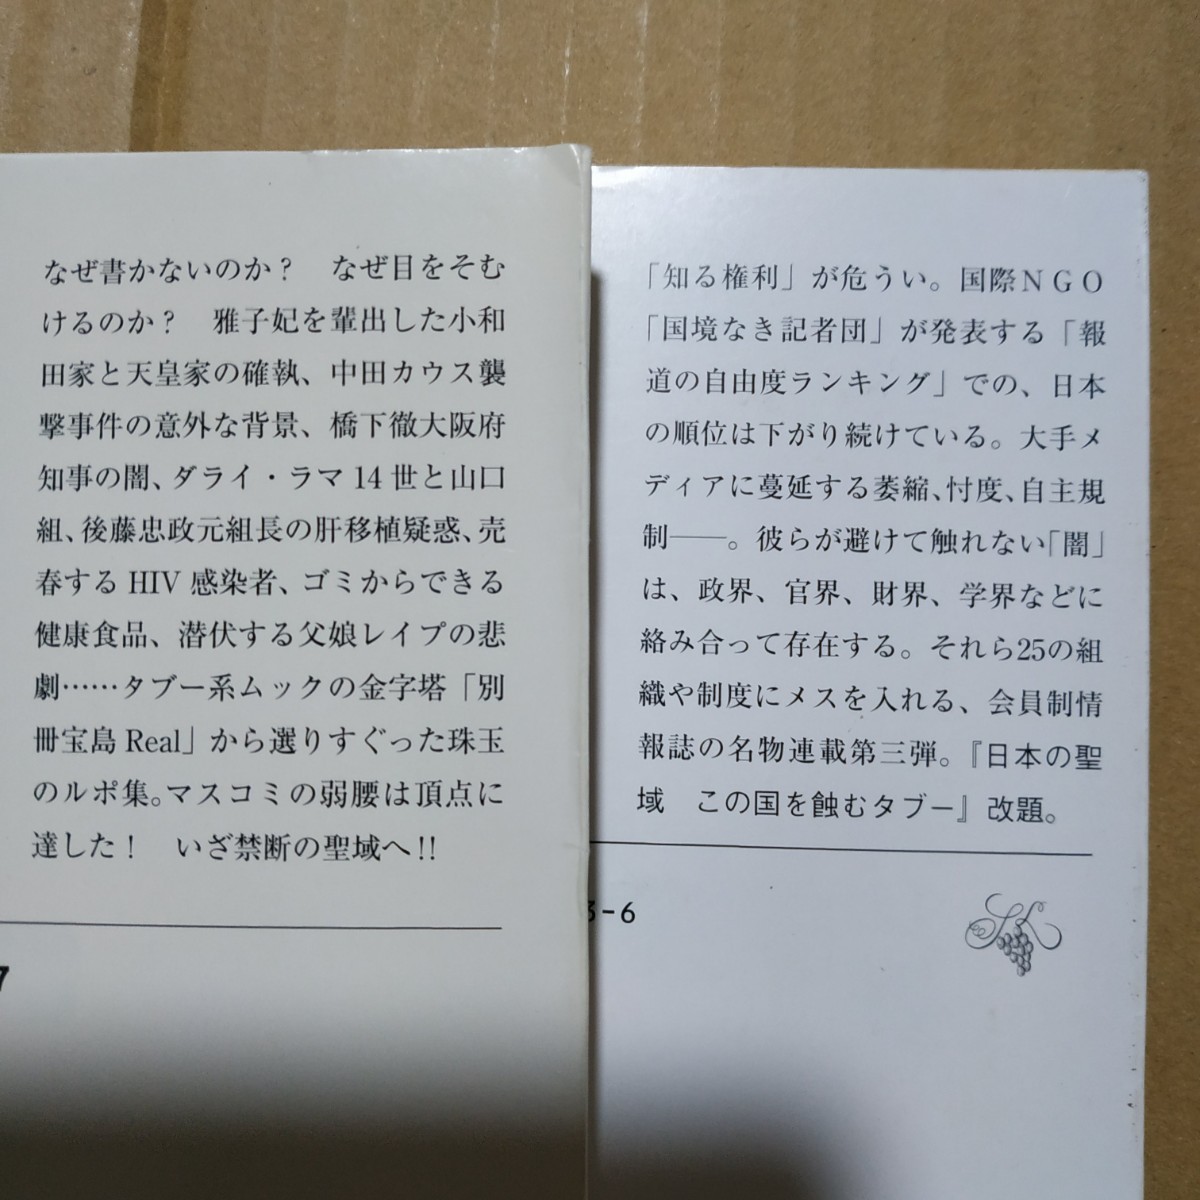 なぜ書かないのか？　なぜ目をそむ
けるのか？　雅子妃を輩出した小和
田家と天皇家の確執、中田カウス襲
撃事件の意外な背景、橋下徹大阪府
知事の闇、ダライ・ラマ14世と山口
組、後藤忠政元組長の肝移植疑惑、売
春するHIV感染者、ゴミからできる
健康食品、潜伏する父娘レイプの悲
劇……タブー系ムックの金字塔「別
冊宝島Real」から選りすぐった珠玉
のルポ集。マスコミの弱腰は頂点に
達した！　いざ禁断の聖域へ!!
7
「知る権利」が危うい。国際NGO
「国境なき記者団」が発表する「報
道の自由度ランキング」での、日本
の順位は下がり続けている。大手メ
ディアに蔓延する萎縮、忖度、自主規
制――。彼らが避けて触れない「闇」
は、政界、官界、財界、学界などに
絡み合って存在する。それら25の組
織や制度にメスを入れる、会員制情
報誌の名物連載第三弾。『日本の聖
域　この国を蝕むタブー』改題。
3-6